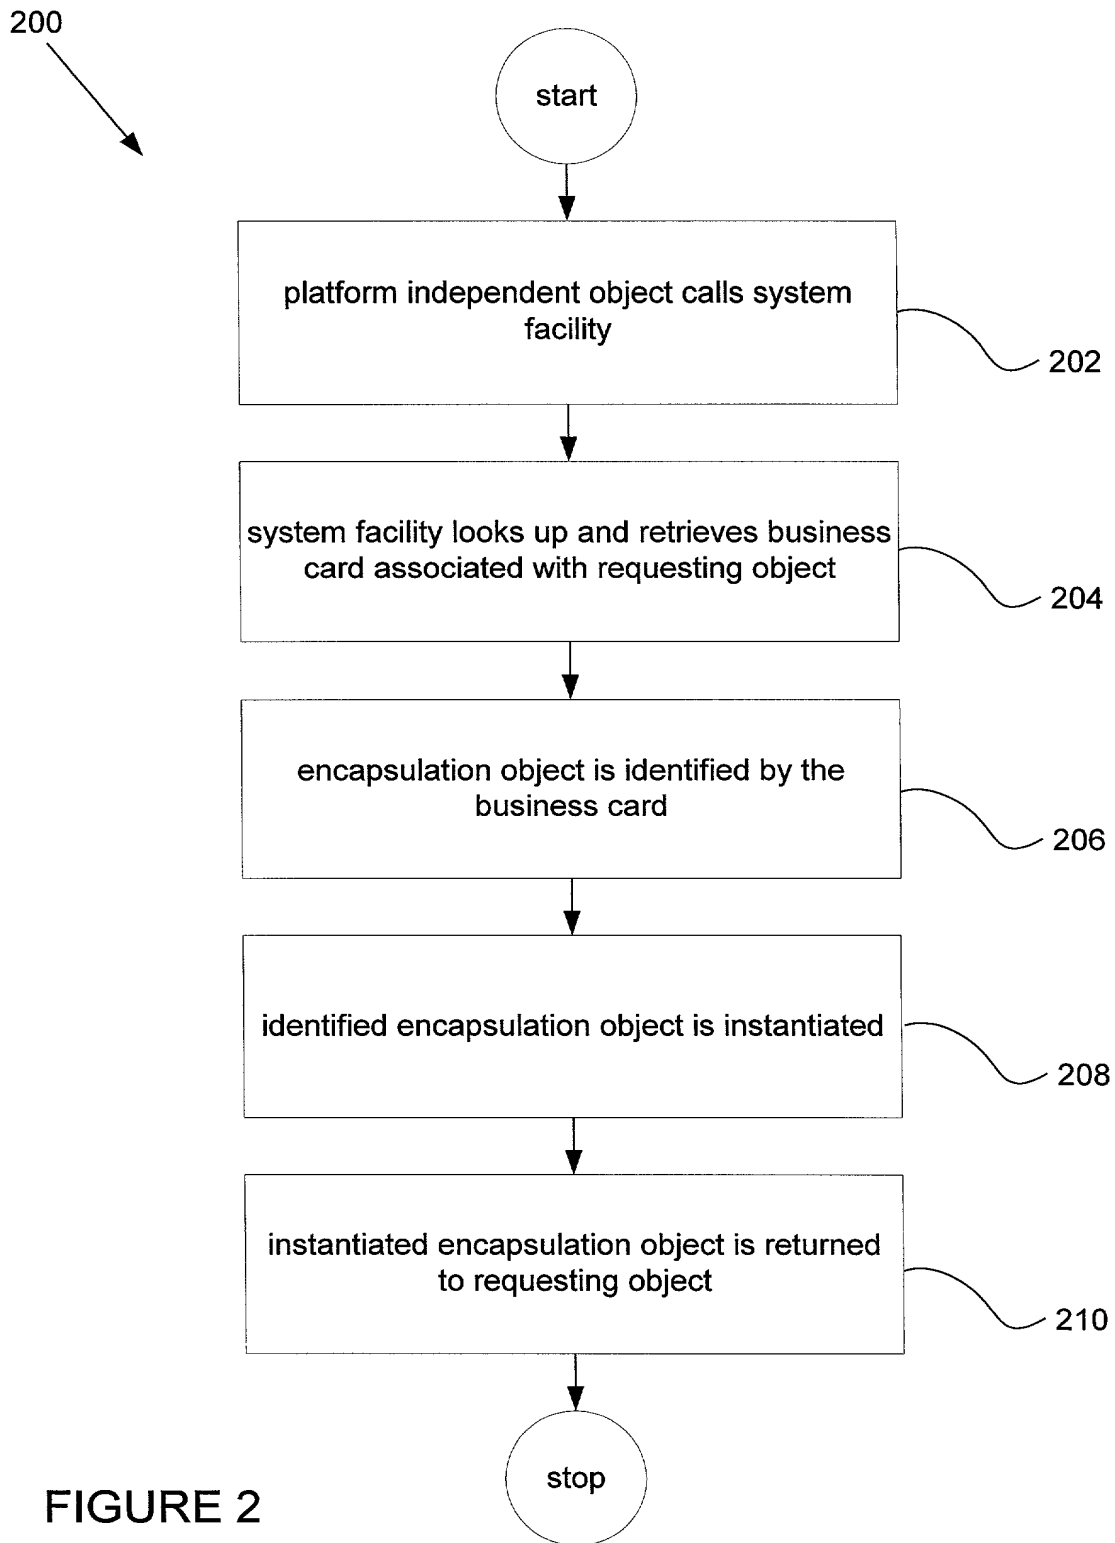 200
start
platform independent object calls system
facility
202
system facility looks up and retrieves business
card associated with requesting object
204
encapsulation object is identified by the
business card
206
identified encapsulation object is instantiated
208
instantiated encapsulation object is returned
to requesting object
210
stop
FIGURE 2